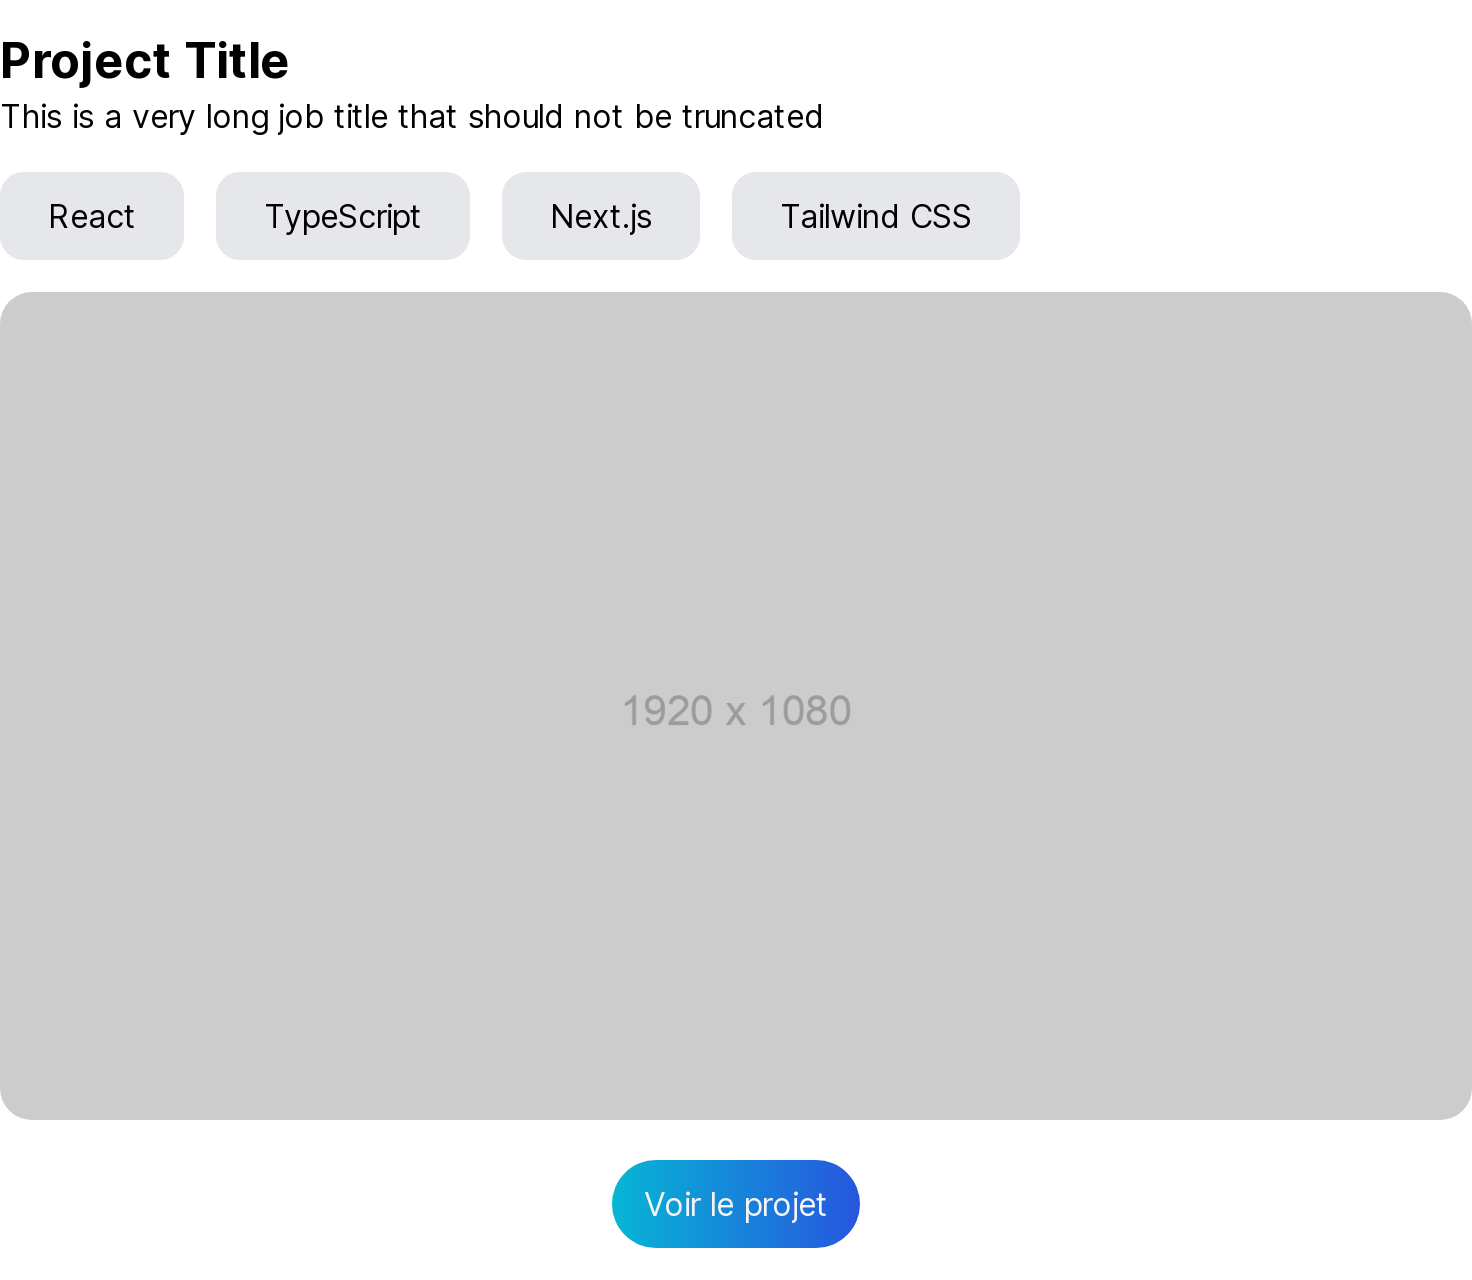 Project Title
This is a very long job title that should not be truncated
React TypeScript Next.js Tailwind CSS
1920 x 1080
Voir le projet